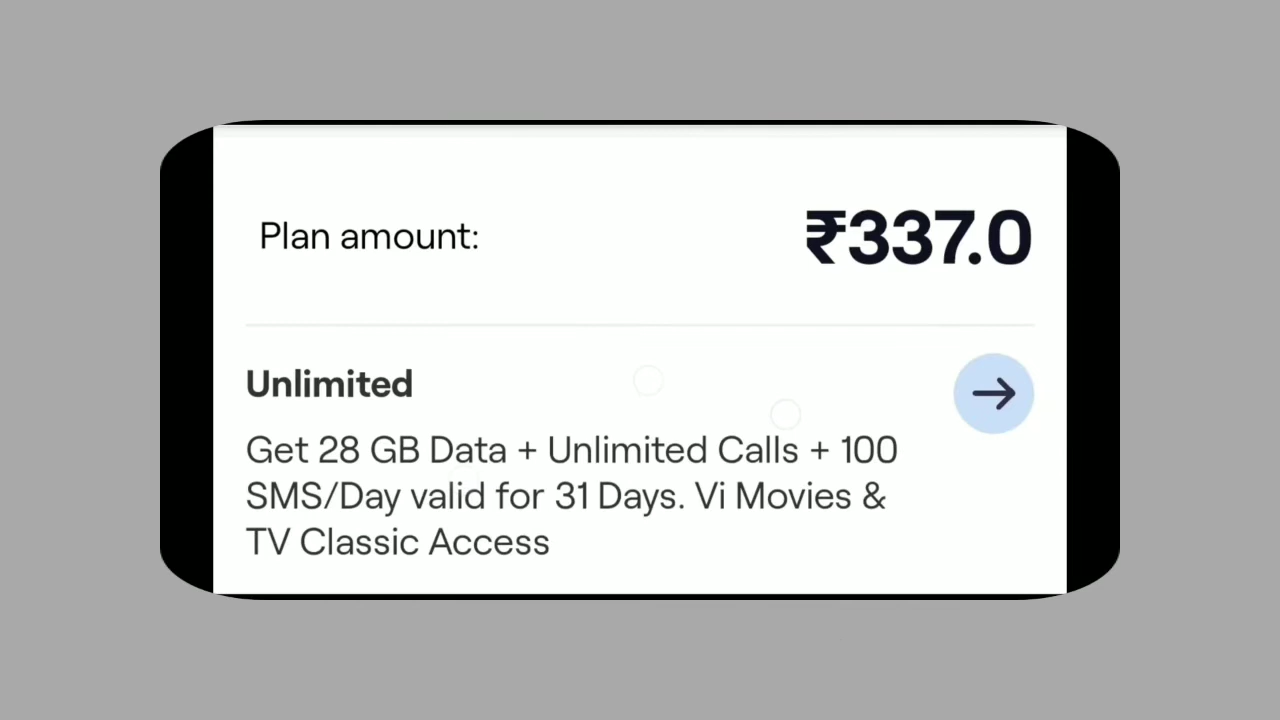 Plan amount:
₹337.0
Unlimited
Get 28 GB Data + Unlimited Calls + 100
SMS/Day valid for 31 Days. Vi Movies &
TV Classic Access